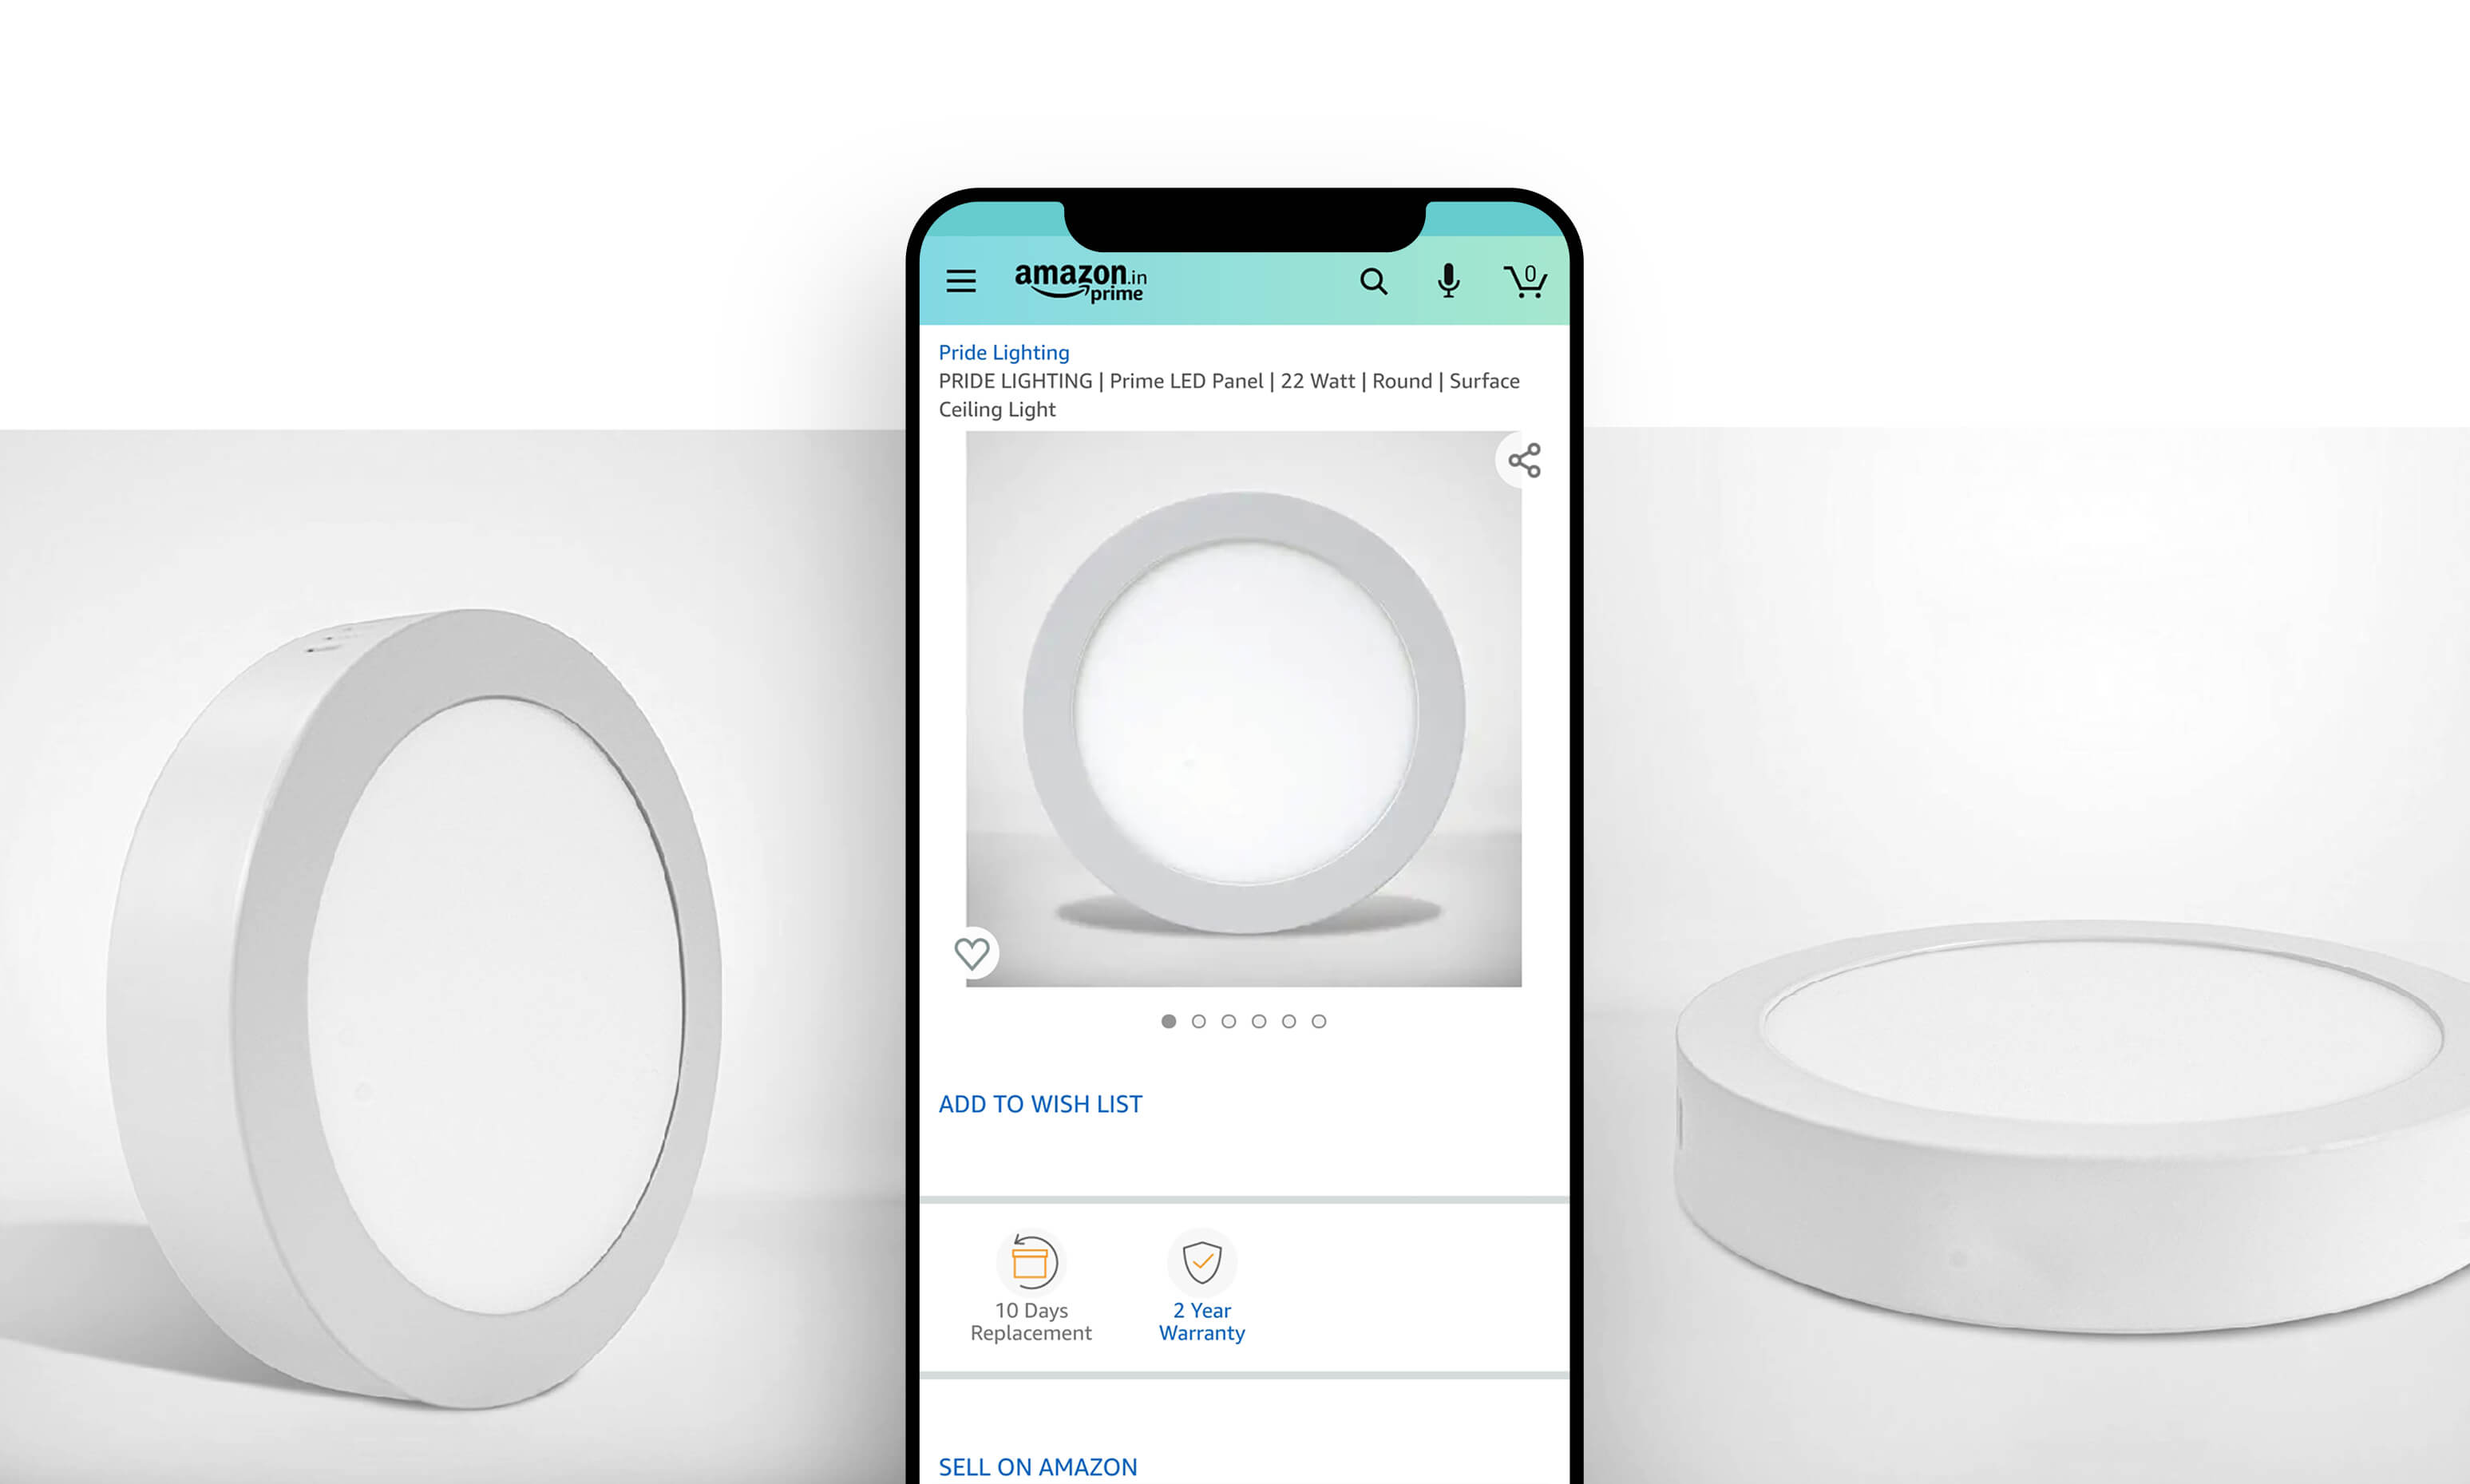 amazon.in
prime
0
Pride Lighting
PRIDE LIGHTING | Prime LED Panel | 22 Watt | Round | Surface
Ceiling Light
ADD TO WISH LIST
10 Days
Replacement
2 Year
Warranty
SELL ON AMAZON